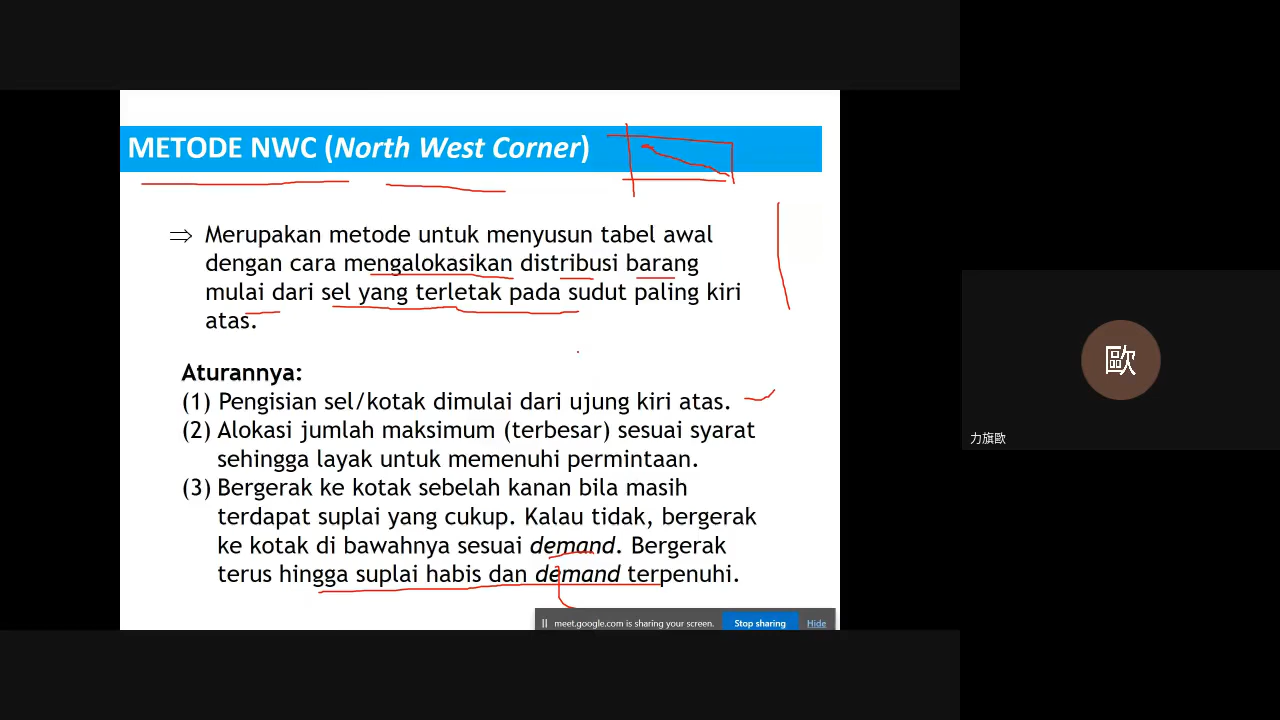 METODE NWC (North West Corner)
⇒ Merupakan metode untuk menyusun tabel awal
dengan cara mengalokasikan distribusi barang
mulai dari sel yang terletak pada sudut paling kiri
atas.
Aturannya:
(1) Pengisian sel/kotak dimulai dari ujung kiri atas.
(2) Alokasi jumlah maksimum (terbesar) sesuai syarat
sehingga layak untuk memenuhi permintaan.
(3) Bergerak ke kotak sebelah kanan bila masih
terdapat suplai yang cukup. Kalau tidak, bergerak
ke kotak di bawahnya sesuai demand. Bergerak
terus hingga suplai habis dan demand terpenuhi.
meet.google.com is sharing your screen. Stop sharing Hide
歐
力旗歐